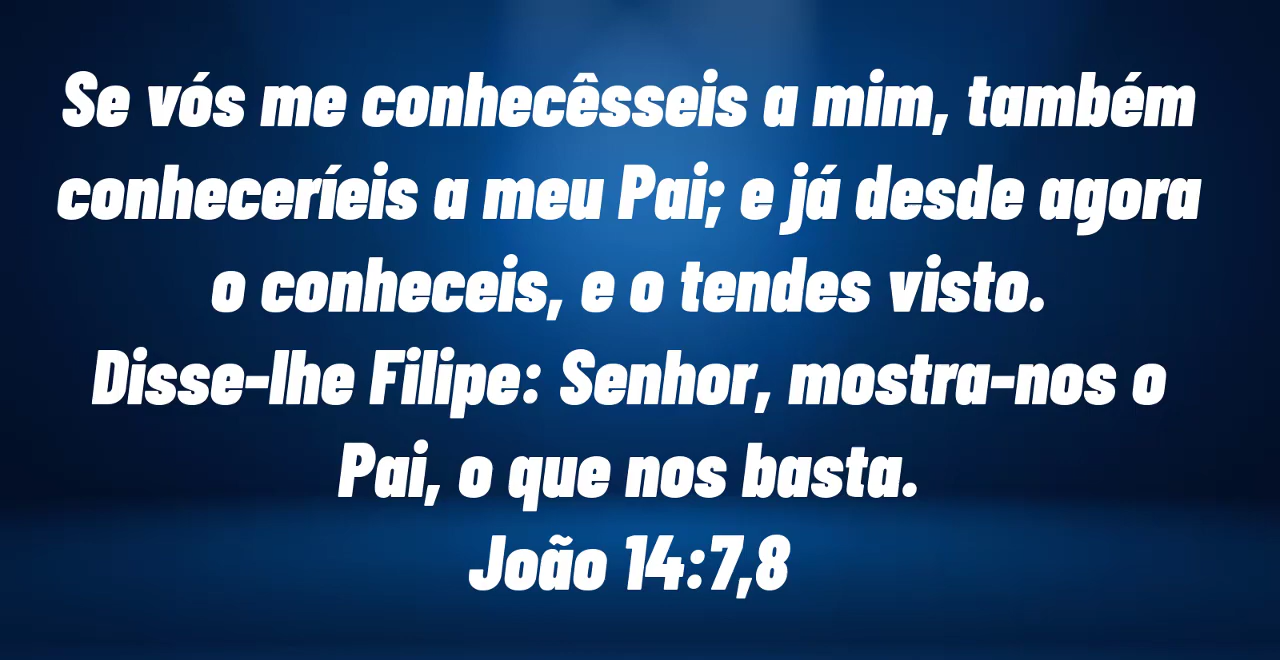 Se vós me conhecêsseis a mim, também
conheceríeis a meu Pai; e já desde agora
o conheceis, e o tendes visto.
Disse-lhe Filipe: Senhor, mostra-nos o
Pai, o que nos basta.
João 14:7,8